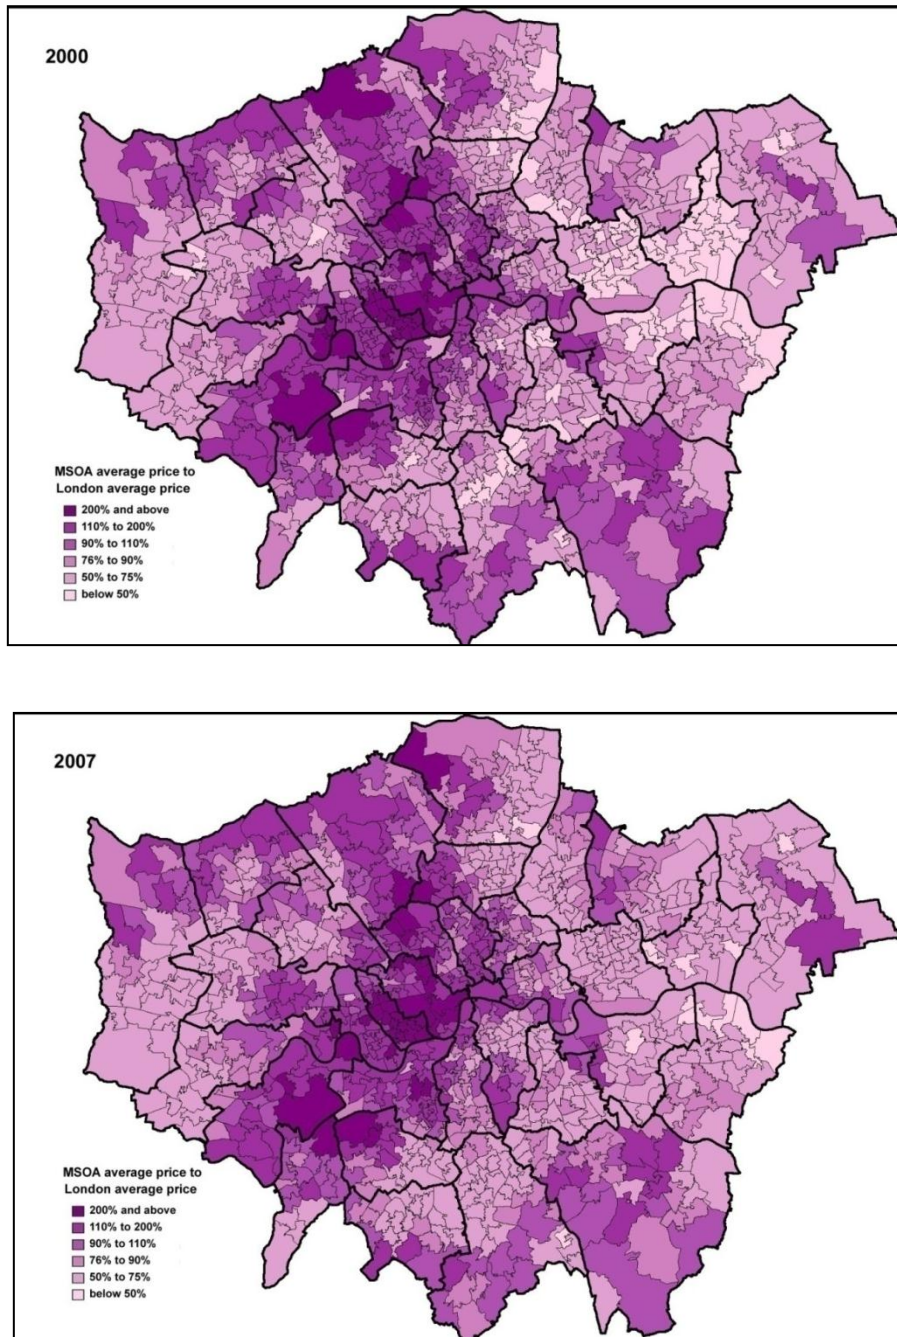 2000
MSOA average price to
London average price
200% and above
110% to 200%
90% to 110%
76% to 90%
50% to 75%
below 50%
2007
MSOA average price to
London average price
200% and above
110% to 200%
90% to 110%
76% to 90%
50% to 75%
below 50%